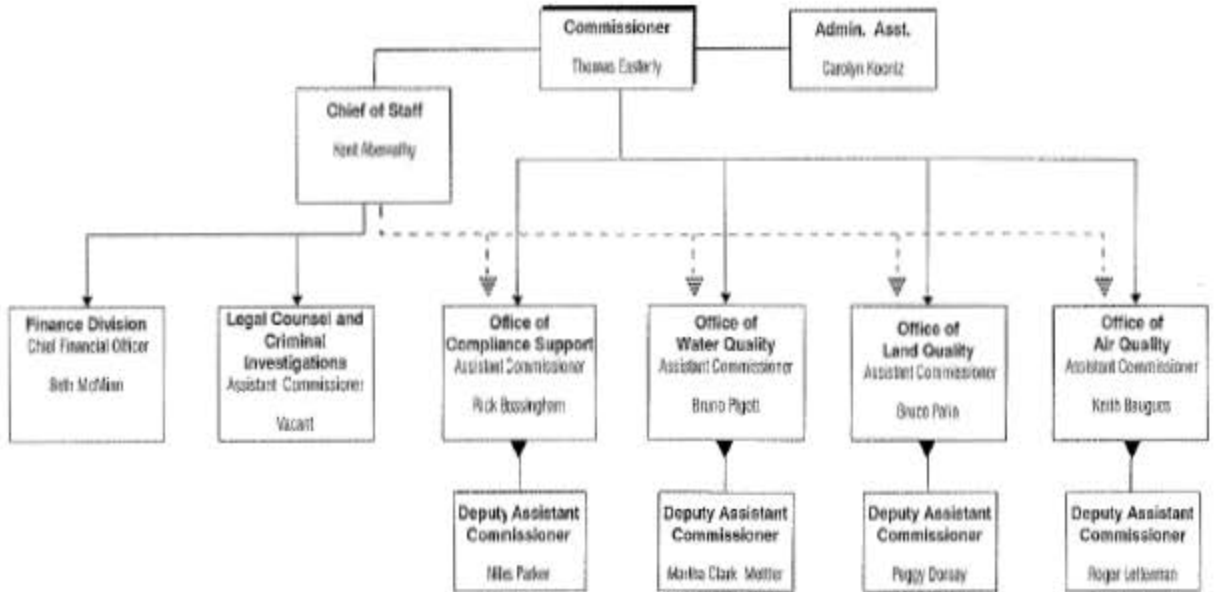 Commissioner
Thomas Easterly
Admin. Asst.
Carolyn Koontz
Chief of Staff
Kent Abernathy
Finance Division
Chief Financial Officer
Beth
Legal Counsel and
Criminal
Investigations
Assistant Commissioner
Vacant
Office of
Compliance Support
Assistant Commissioner
Rick Bossingham
Office of
Water Quality
Assistant Commissioner
Bruno Pigott
Office of
Land Quality
Assistant Commissioner
Bruce
Office of
Air Quality
Assistant Commissioner
Keith Baugues
Deputy Assistant
Commissioner
Parker
Deputy Assistant
Commissioner
Martha Clark Mettler
Deputy Assistant
Commissioner
Peggy Dorsey
Deputy Assistant
Commissioner
Roger Letterman